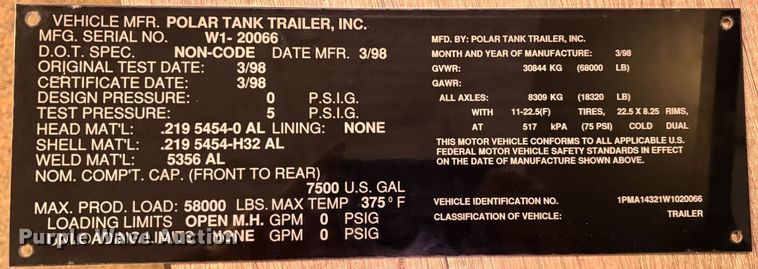 VEHICLE MFR. POLAR TANK TRAILER, INC.
MFG. SERIAL NO. W1- 20066
D.O.T. SPEC. NON-CODE DATE MFR. 3/98
ORIGINAL TEST DATE: 3/98
CERTIFICATE DATE: 3/98
DESIGN PRESSURE: 0 P.S.I.G.
TEST PRESSURE: 5 P.S.I.G.
HEAD MAT'L: .219 5454-0 AL LINING: NONE
SHELL MAT'L: .219 5454-H32 AL
WELD MAT'L: 5356 AL
NOM. COMP'T. CAP. (FRONT TO REAR)
7500 U.S. GAL
MAX. PROD. LOAD: 58000 LBS. MAX TEMP 375° F
LOADING LIMITS OPEN M.H. GPM 0 PSIG
UNLOADING LIMITS NONE GPM 0 PSIG
MFD. BY: POLAR TANK TRAILER, INC.
MONTH AND YEAR OF MANUFACTURE: 3/98
GVWR: 30844 KG (68000 LB)
GAWR:
ALL AXLES: 8309 KG (18320 LB)
WITH 11-22.5(F) TIRES, 22.5 X 8.25 RIMS,
AT 517 kPA (75 PSI) COLD DUAL
THIS MOTOR VEHICLE CONFORMS TO ALL APPLICABLE U.S.
FEDERAL MOTOR VEHICLE SAFETY STANDARDS IN EFFECT
ON THE DATE OF MANUFACTURE SHOWN ABOVE.
VEHICLE IDENTIFICATION NO. 1PMA14321W1020066
CLASSIFICATION OF VEHICLE: TRAILER
Purple Wave Auction